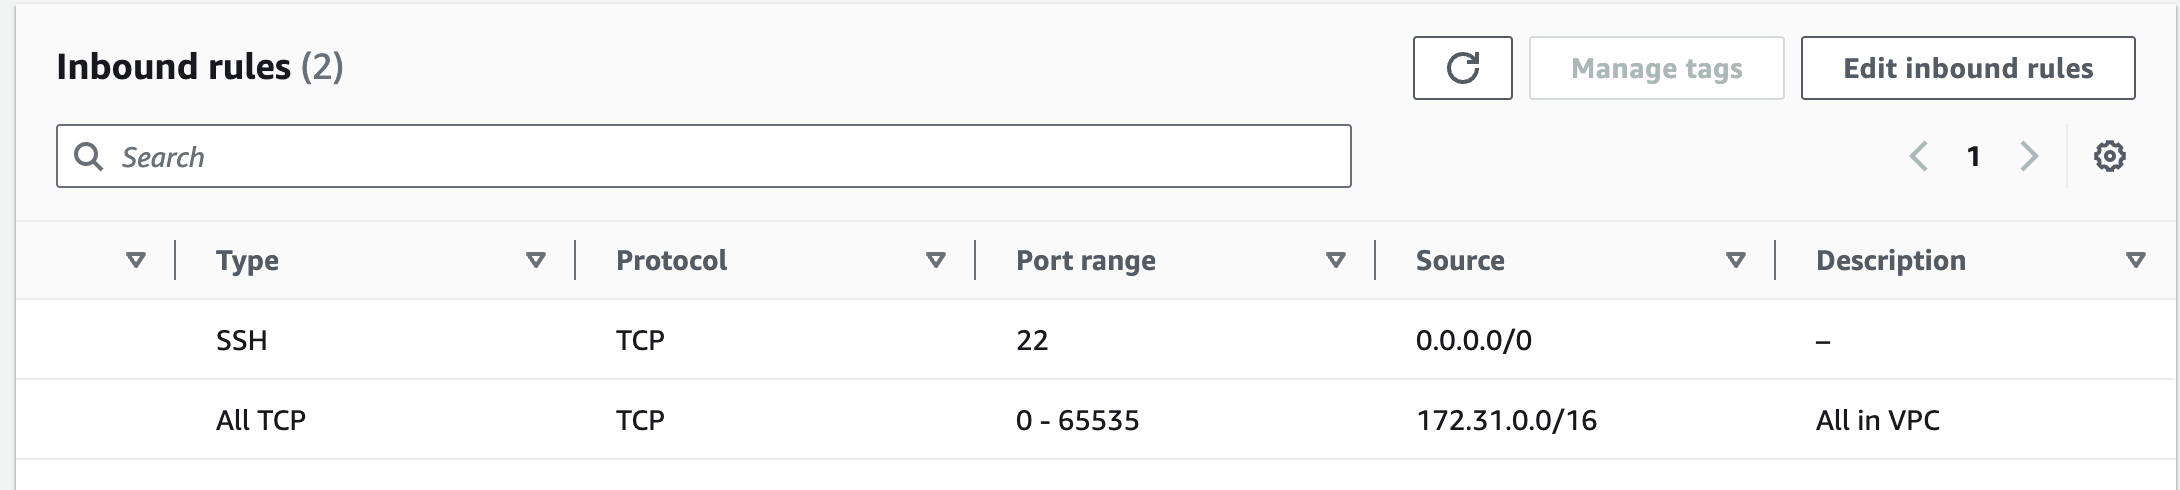 Inbound rules (2)
Manage tags
Edit inbound rules
Search
1
Type Protocol Port range Source Description
SSH TCP 22 0.0.0.0/0 –
All TCP TCP 0 - 65535 172.31.0.0/16 All in VPC